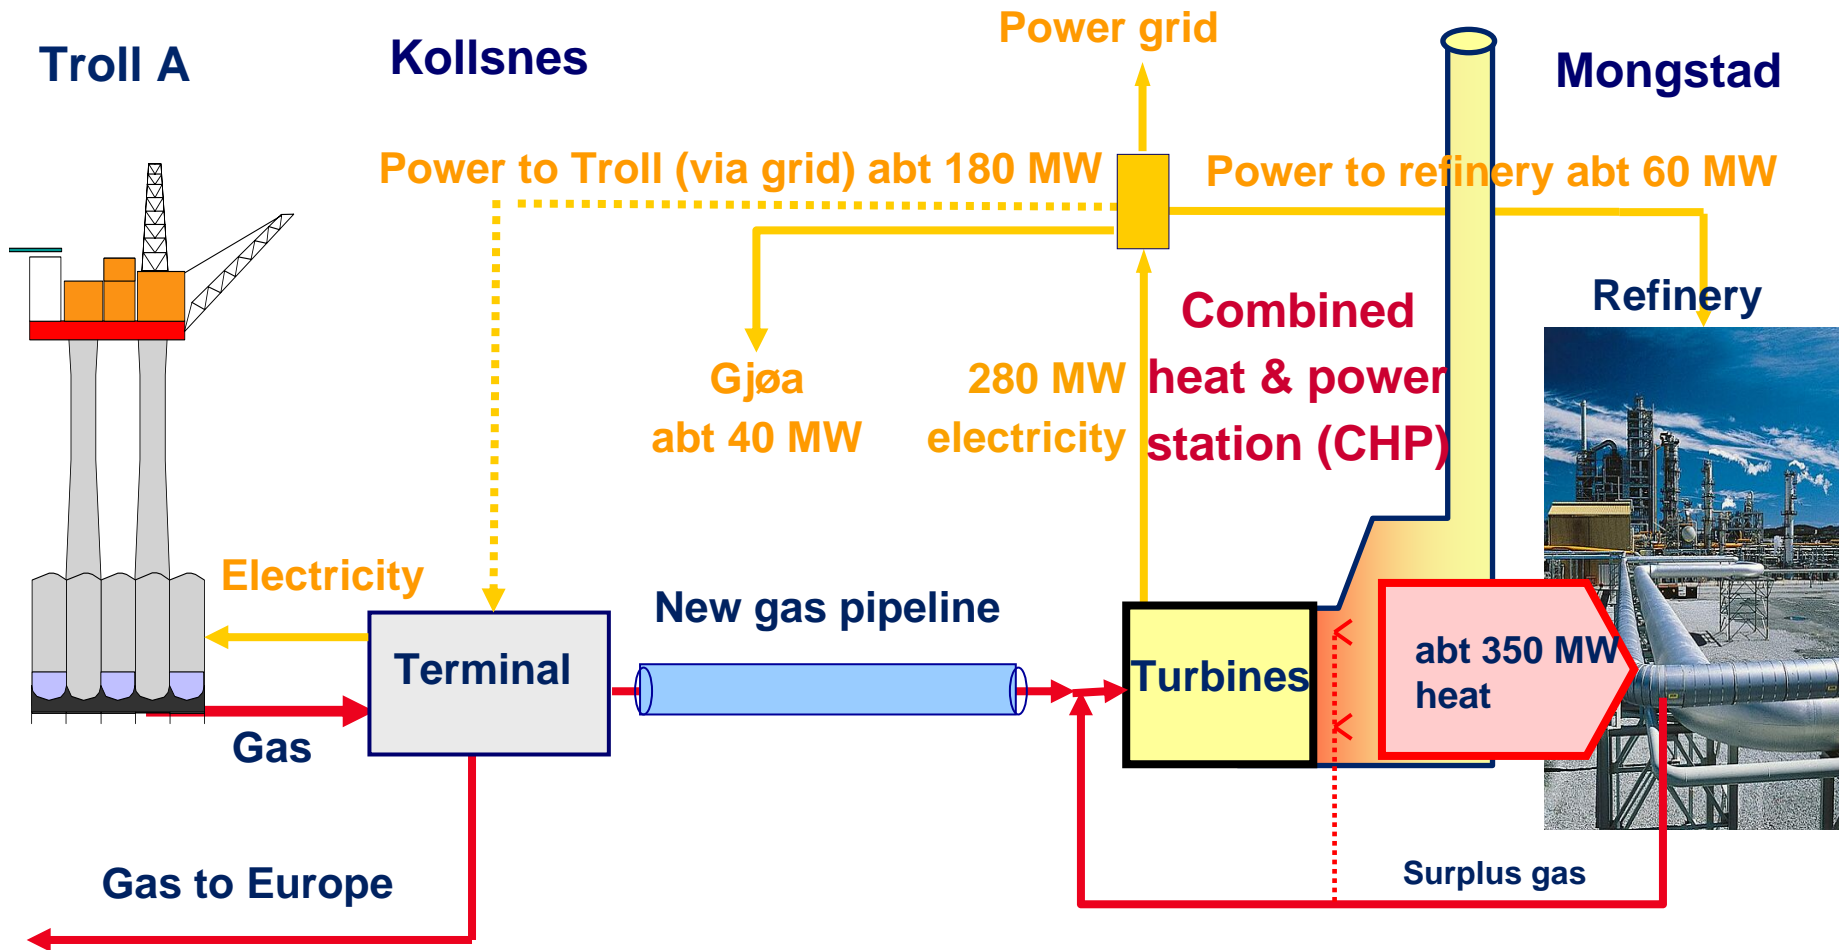 Power grid
Troll A
Kollsnes
Mongstad
Power to Troll (via grid) abt 180 MW
Power to refinery abt 60 MW
Refinery
Combined
heat & power
station (CHP)
Gjøa
abt 40 MW
280 MW
electricity
Electricity
New gas pipeline
Terminal
Turbines
abt 350 MW
heat
Gas
Gas to Europe
Surplus gas